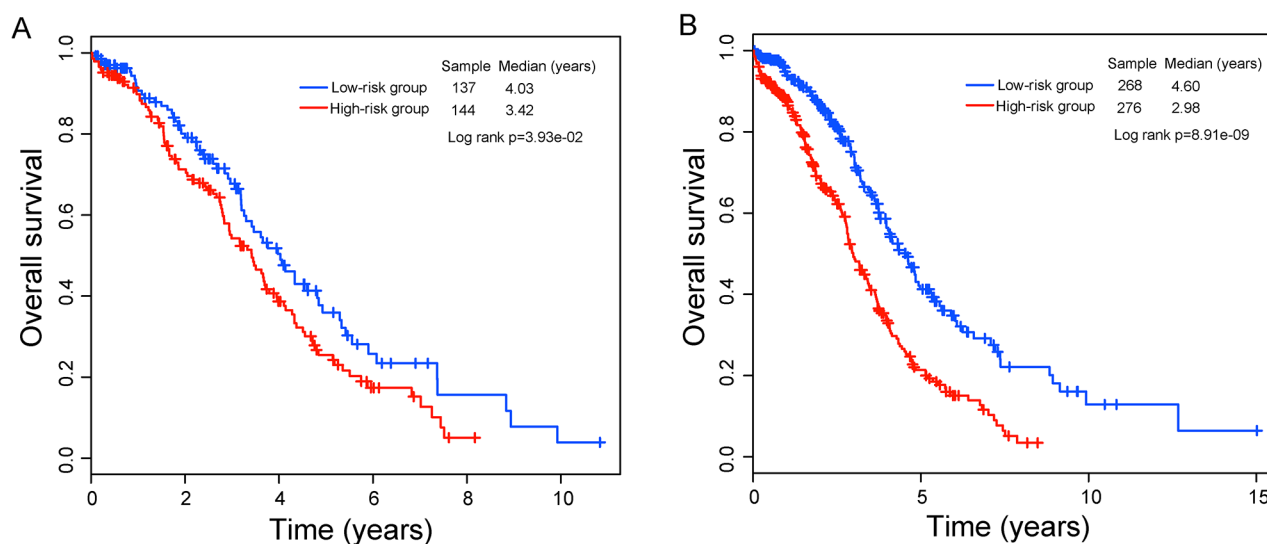 A
Overall survival
1.0
0.8
0.6
0.4
0.2
0.0
Sample Median (years)
Low-risk group 137 4.03
High-risk group 144 3.42
Log rank p=3.93e-02
0 2 4 6 8 10
Time (years)
B
Overall survival
1.0
0.8
0.6
0.4
0.2
0.0
Sample Median (years)
Low-risk group 268 4.60
High-risk group 276 2.98
Log rank p=8.91e-09
0 5 10 15
Time (years)